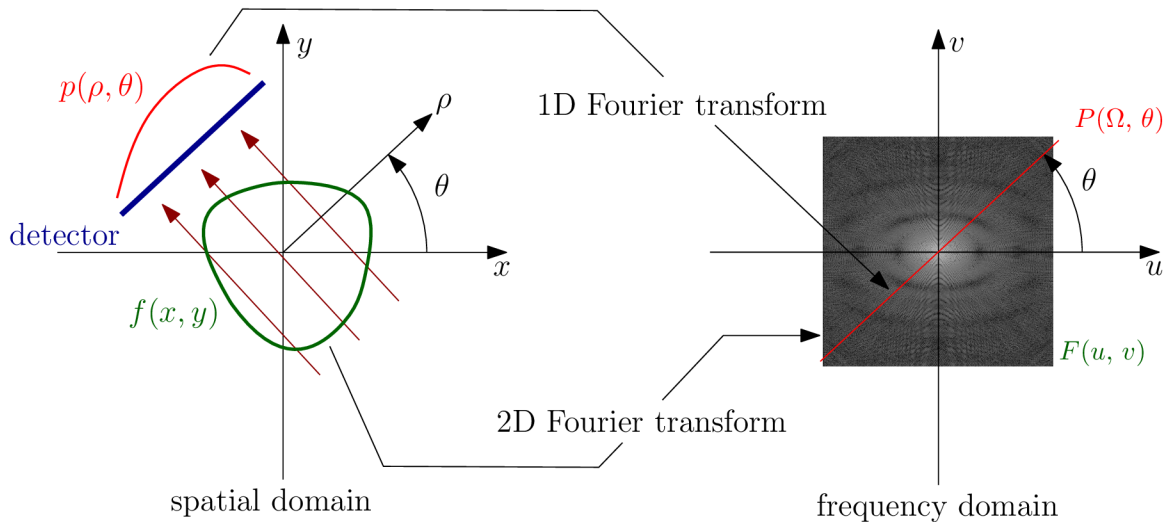 y
v
p(ρ, θ)
ρ
1D Fourier transform
P(Ω, θ)
θ
θ
detector
x
u
f(x, y)
F(u, v)
2D Fourier transform
spatial domain
frequency domain